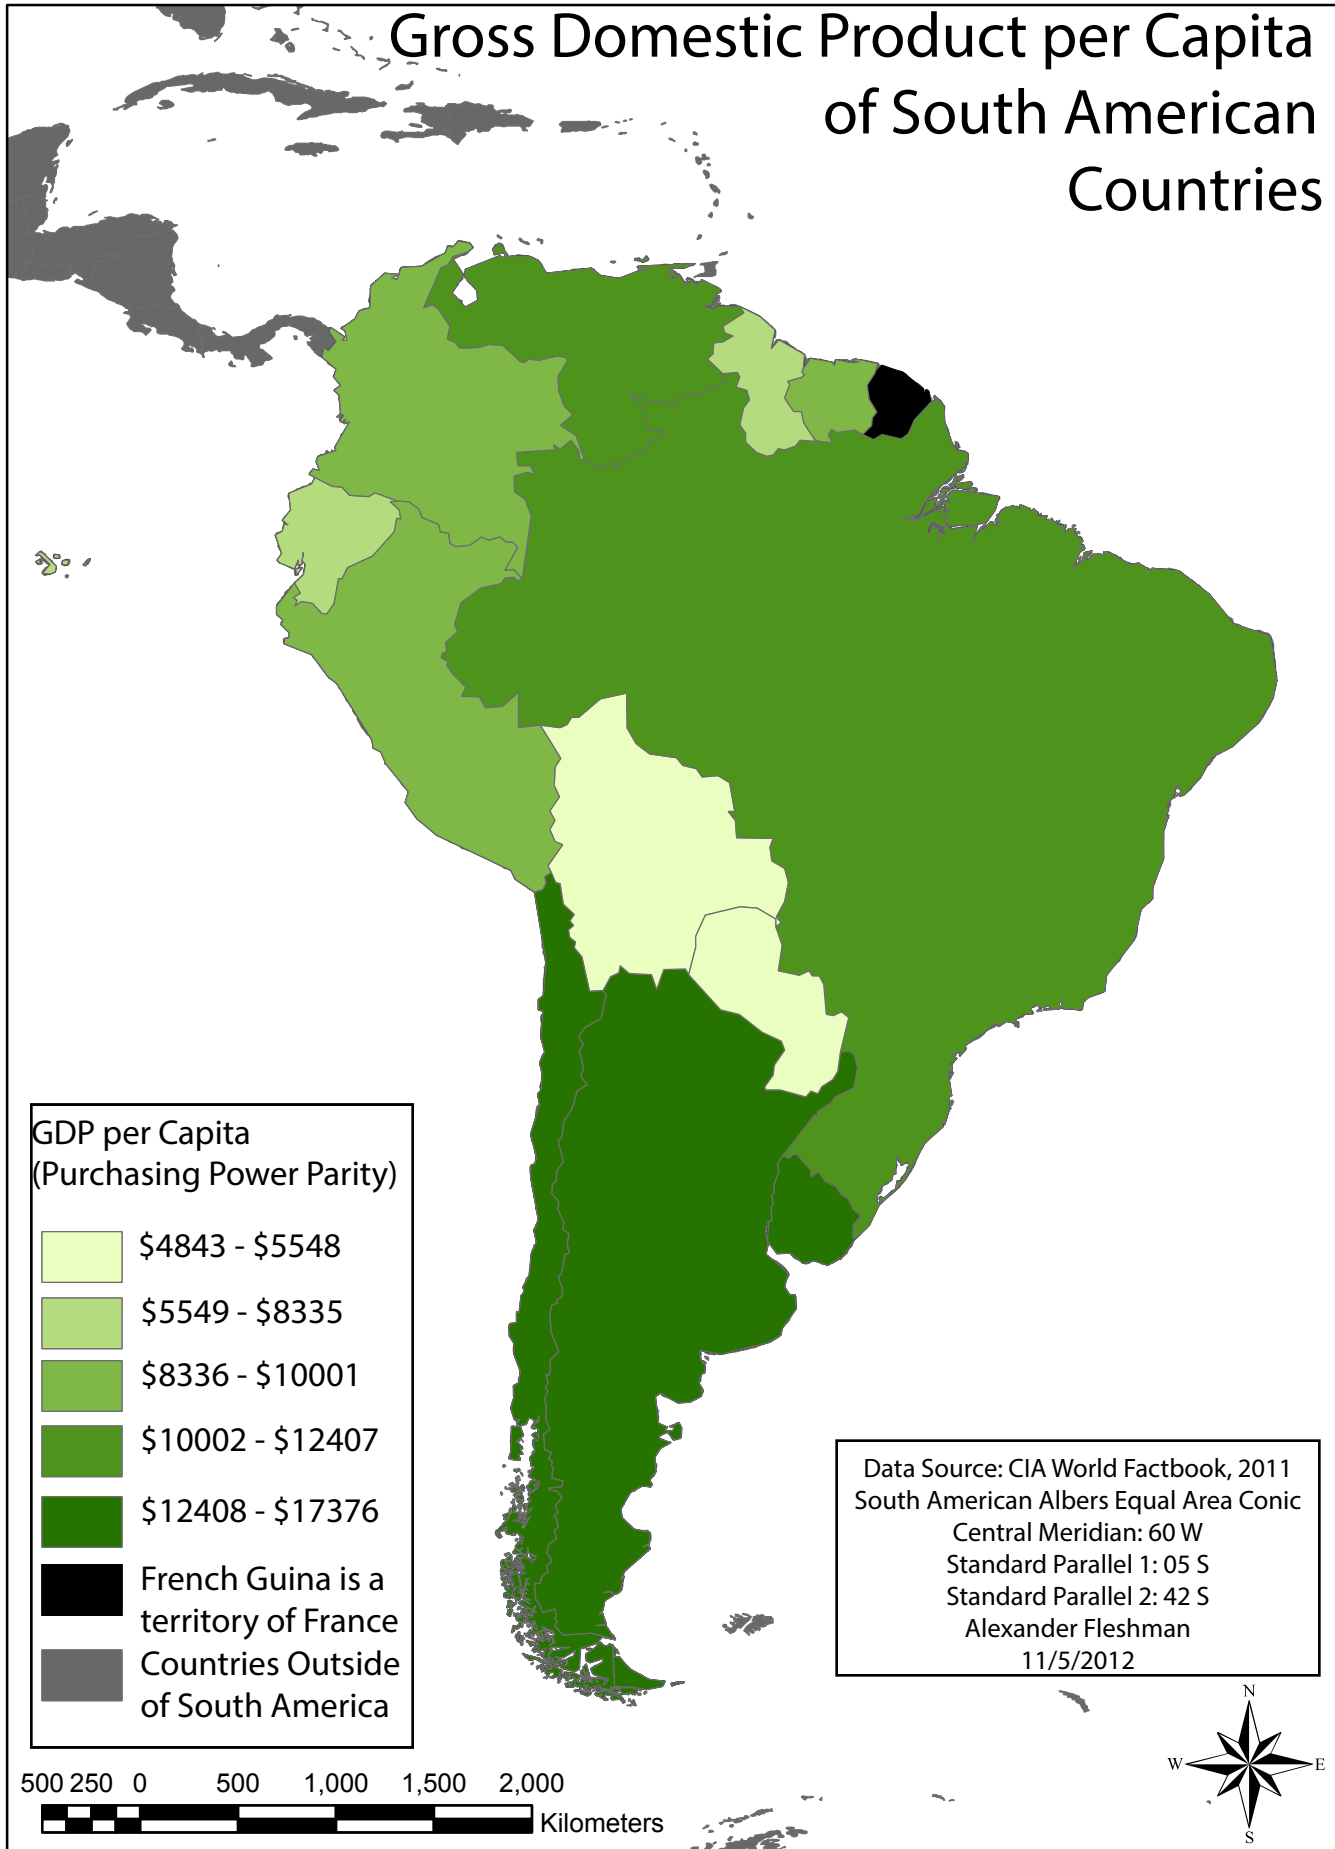 Gross Domestic Product per Capita
of South American
Countries
GDP per Capita
(Purchasing Power Parity)
$4843 - $5548
$5549 - $8335
$8336 - $10001
$10002 - $12407
$12408 - $17376
French Guina is a
territory of France
Countries Outside
of South America
Data Source: CIA World Factbook, 2011
South American Albers Equal Area Conic
Central Meridian: 60 W
Standard Parallel 1: 05 S
Standard Parallel 2: 42 S
Alexander Fleshman
11/5/2012
N
W E
S
500 250 0 500 1,000 1,500 2,000
Kilometers